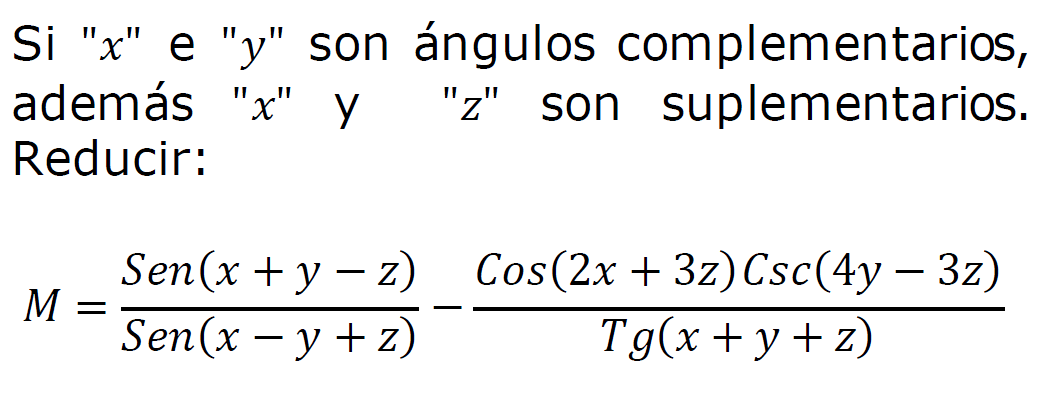 Si "x" e "y" son ángulos complementarios,
además "x" y "z" son suplementarios.
Reducir:
M = Sen(x + y − z)/Sen(x − y + z) − Cos(2x + 3z)Csc(4y − 3z)/Tg(x + y + z)